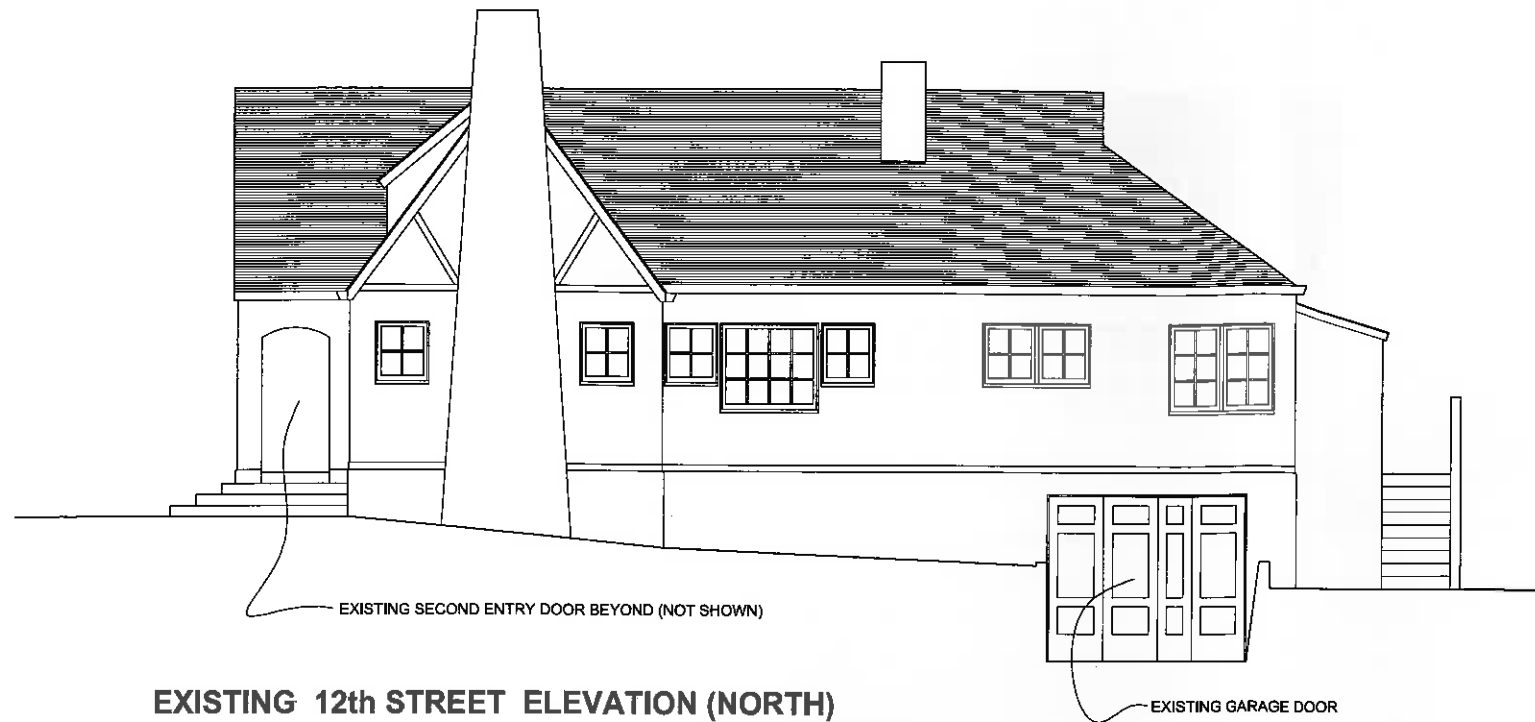 EXISTING SECOND ENTRY DOOR BEYOND (NOT SHOWN)
EXISTING 12th STREET ELEVATION (NORTH)
EXISTING GARAGE DOOR